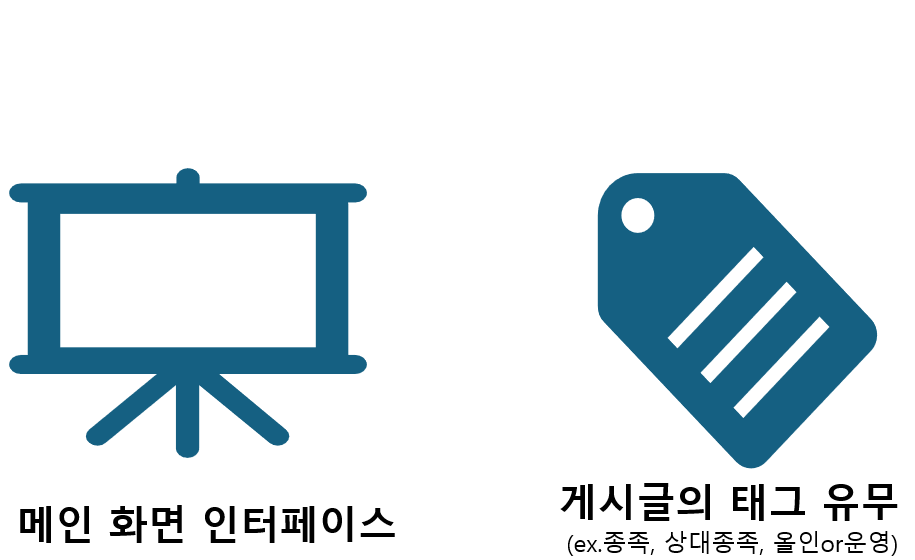 메인 화면 인터페이스
게시글의 태그 유무
(ex.종족, 상대종족, 올인or운영)